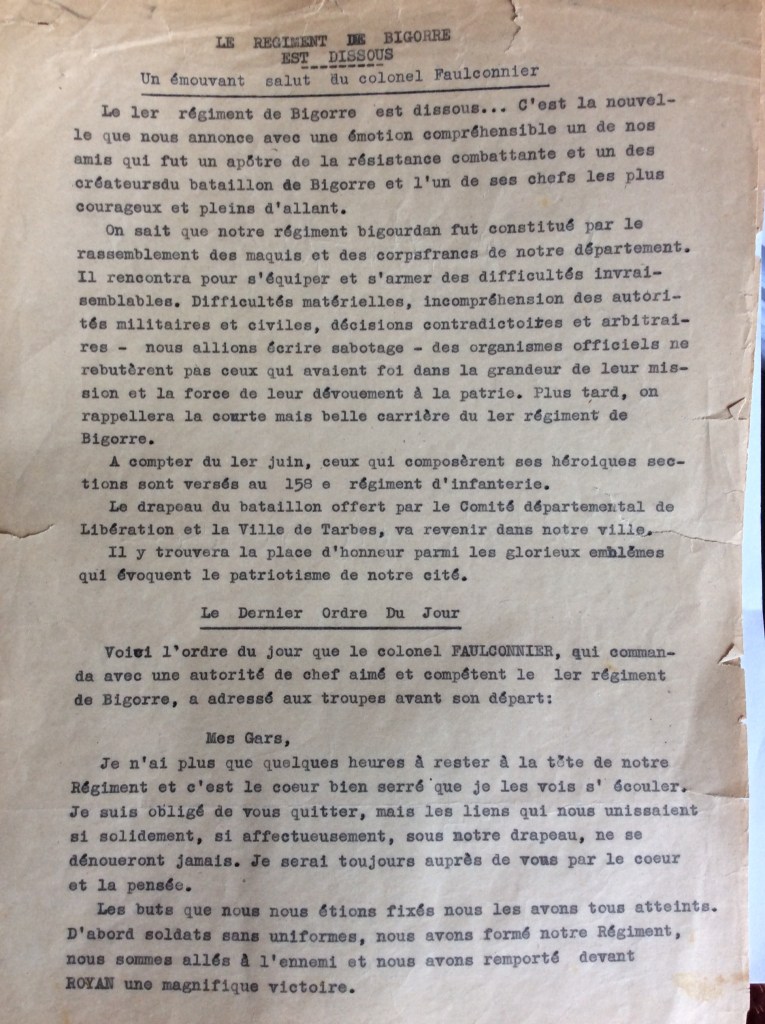 LE REGIMENT DE BIGORRE
EST DISSOUS
Un émouvant salut du colonel Faulconnier
Le 1er régiment de Bigorre est dissous... C'est la nouvel-
le que nous annonce avec une émotion compréhensible un de nos
amis qui fut un apôtre de la résistance combattante et un des
créateursdu bataillon de Bigorre et l'un de ses chefs les plus
courageux et pleins d'allant.
On sait que notre régiment bigourdan fut constitué par le
rassemblement des maquis et des corpsfrancs de notre département.
Il rencontra pour s'équiper et s'armer des difficultés invrai-
semblables. Difficultés matérielles, incompréhension des autori-
tés militaires et civiles, décisions contradictoires et arbitrai-
res - nous allions écrire sabotage - des organismes officiels ne
rebutèrent pas ceux qui avaient foi dans la grandeur de leur mis-
sion et la force de leur dévouement à la patrie. Plus tard, on
rappellera la courte mais belle carrière du 1er régiment de
Bigorre.
A compter du 1er juin, ceux qui composèrent ses héroiques sec-
tions sont versés au 158 e régiment d'infanterie.
Le drapeau du bataillon offert par le Comité départemental de
Libération et la Ville de Tarbes, va revenir dans notre ville.
Il y trouvera la place d'honneur parmi les glorieux emblêmes
qui évoquent le patriotisme de notre cité.
Le Dernier Ordre Du Jour
Voici l'ordre du jour que le colonel FAULCONNIER, qui comman-
da avec une autorité de chef aimé et compétent le 1er régiment
de Bigorre, a adressé aux troupes avant son départ:
Mes Gars,
Je n'ai plus que quelques heures à rester à la tête de notre
Régiment et c'est le coeur bien serré que je les vois s' écouler.
Je suis obligé de vous quitter, mais les liens qui nous unissaient
si solidement, si affectueusement, sous notre drapeau, ne se
dénoueront jamais. Je serai toujours auprès de vous par le coeur
et la pensée.
Les buts que nous nous étions fixés nous les avons tous atteints.
D'abord soldats sans uniformes, nous avons formé notre Régiment,
nous sommes allés à l'ennemi et nous avons remporté devant
ROYAN une magnifique victoire.